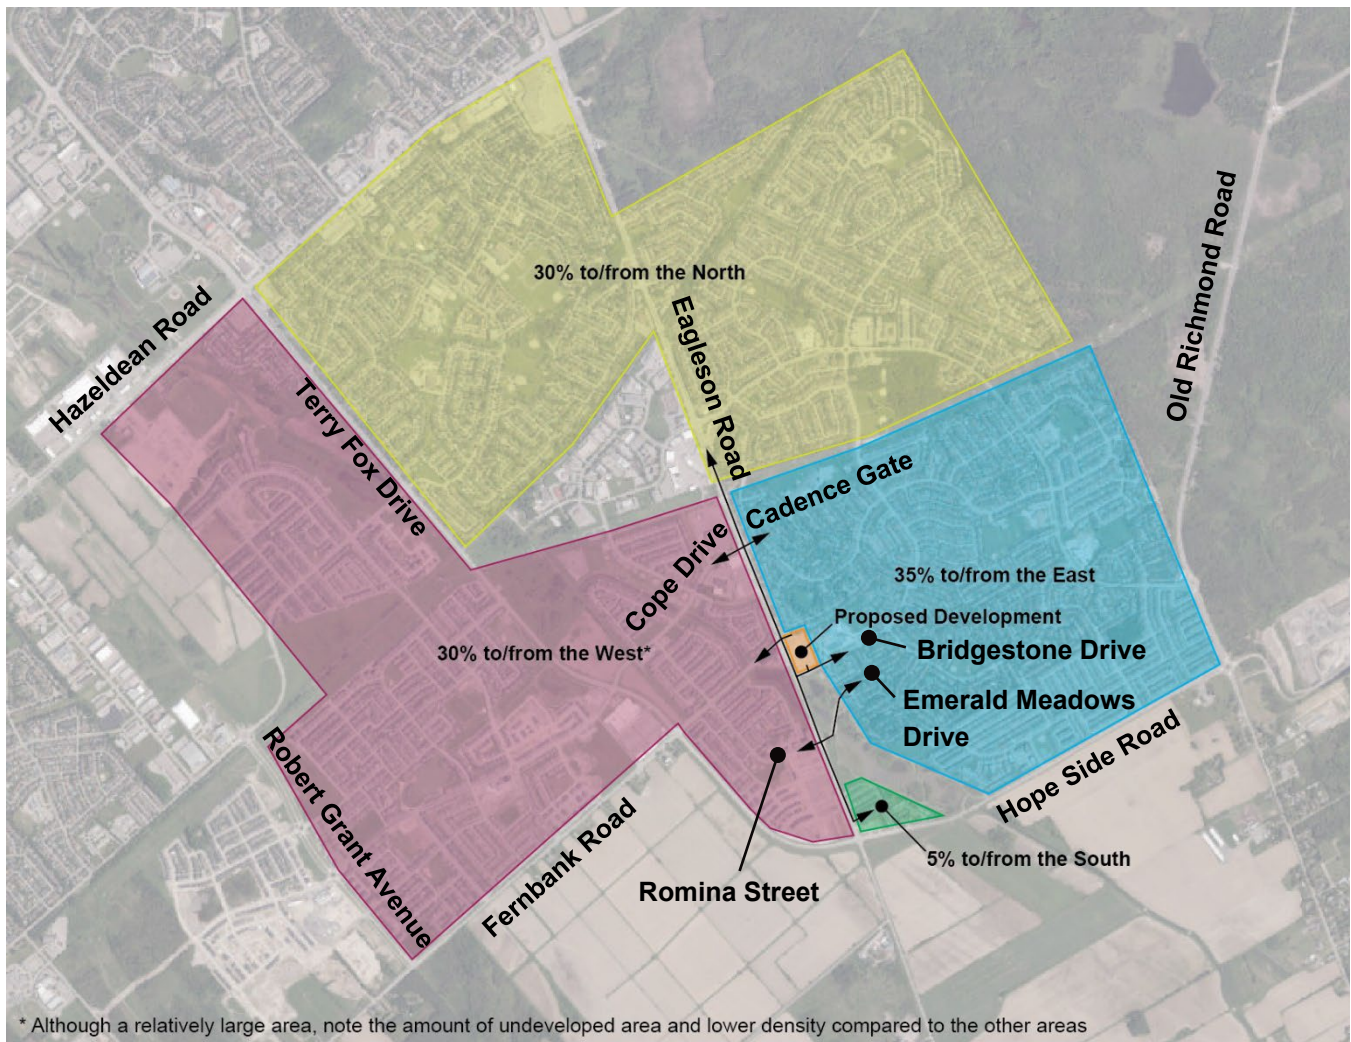 30% to/from the North
Old Richmond Road
Hazeldean Road
Eagleson Road
Terry Fox Drive
Cadence Gate
Cope Drive
35% to/from the East
Proposed Development
30% to/from the West*
Bridgestone Drive
Emerald Meadows
Drive
Robert Grant Avenue
Hope Side Road
Fernbank Road
5% to/from the South
Romina Street
* Although a relatively large area, note the amount of undeveloped area and lower density compared to the other areas